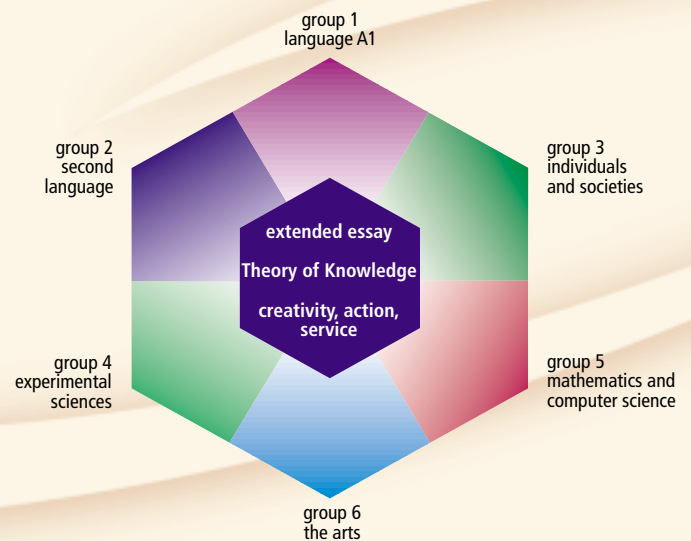 group 1
language A1
group 2
second
language
group 3
individuals
and societies
extended essay
Theory of Knowledge
creativity, action,
service
group 4
experimental
sciences
group 5
mathematics and
computer science
group 6
the arts